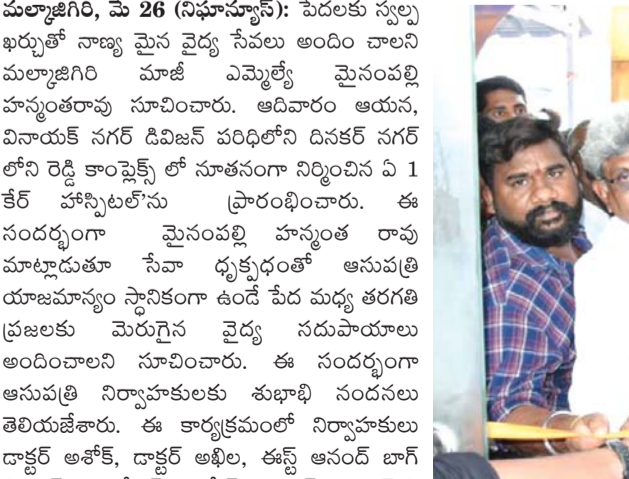 మల్కాజిగిరి, మే 26 (నిఘాన్యూస్): పేదలకు స్వల్ప
ఖర్చుతో నాణ్య మైన వైద్య సేవలు అందిం చాలని
మల్కాజిగిరి మాజీ ఎమ్మెల్యే మైనంపల్లి
హన్మంతరావు సూచించారు. ఆదివారం ఆయన,
వినాయక్ నగర్ డివిజన్ పరిధిలోని దినకర్ నగర్
లోని రెడ్డి కాంప్లెక్స్ లో నూతనంగా నిర్మించిన ఏ 1
కేర్ హాస్పిటల్'ను ప్రారంభించారు. ఈ
సందర్భంగా మైనంపల్లి హన్మంత రావు
మాట్లాడుతూ సేవా ధృక్పధంతో ఆసుపత్రి
యాజమాన్యం స్థానికంగా ఉండే పేద మధ్య తరగతి
ప్రజలకు మెరుగైన వైద్య సదుపాయాలు
అందించాలని సూచించారు. ఈ సందర్భంగా
ఆసుపత్రి నిర్వాహకులకు శుభాభి నందనలు
తెలియజేశారు. ఈ కార్యక్రమంలో నిర్వాహకులు
డాక్టర్ అశోక్, డాక్టర్ అఖిల, ఈస్ట్ ఆనంద్ బాగ్